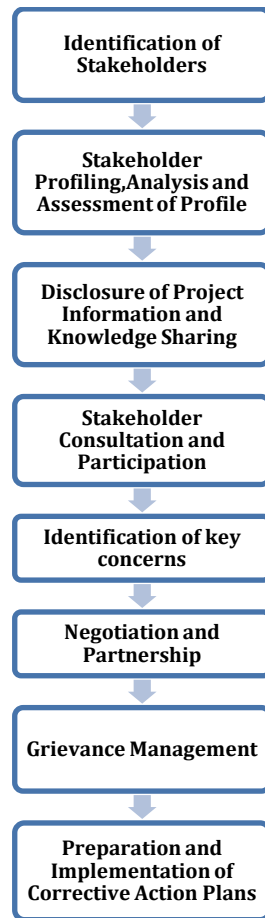 Identification of
Stakeholders
Stakeholder
Profiling,Analysis and
Assessment of Profile
Disclosure of Project
Information and
Knowledge Sharing
Stakeholder
Consultation and
Participation
Identification of key
concerns
Negotiation and
Partnership
Grievance Management
Preparation and
Implementation of
Corrective Action Plans